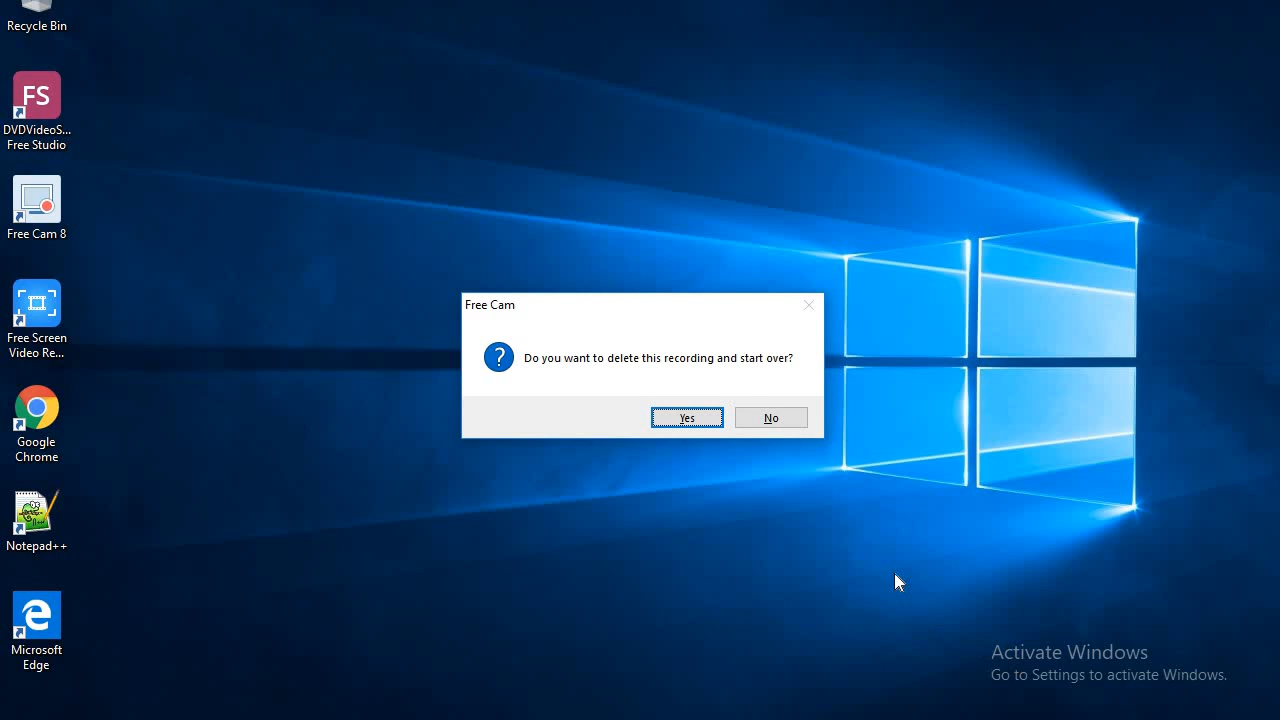 Recycle Bin
FS
DVDVideoS...
Free Studio
Free Cam 8
Free Screen
Video Re...
Google
Chrome
Notepad++
Microsoft
Edge
Free Cam
Do you want to delete this recording and start over?
Yes
No
Activate Windows
Go to Settings to activate Windows.